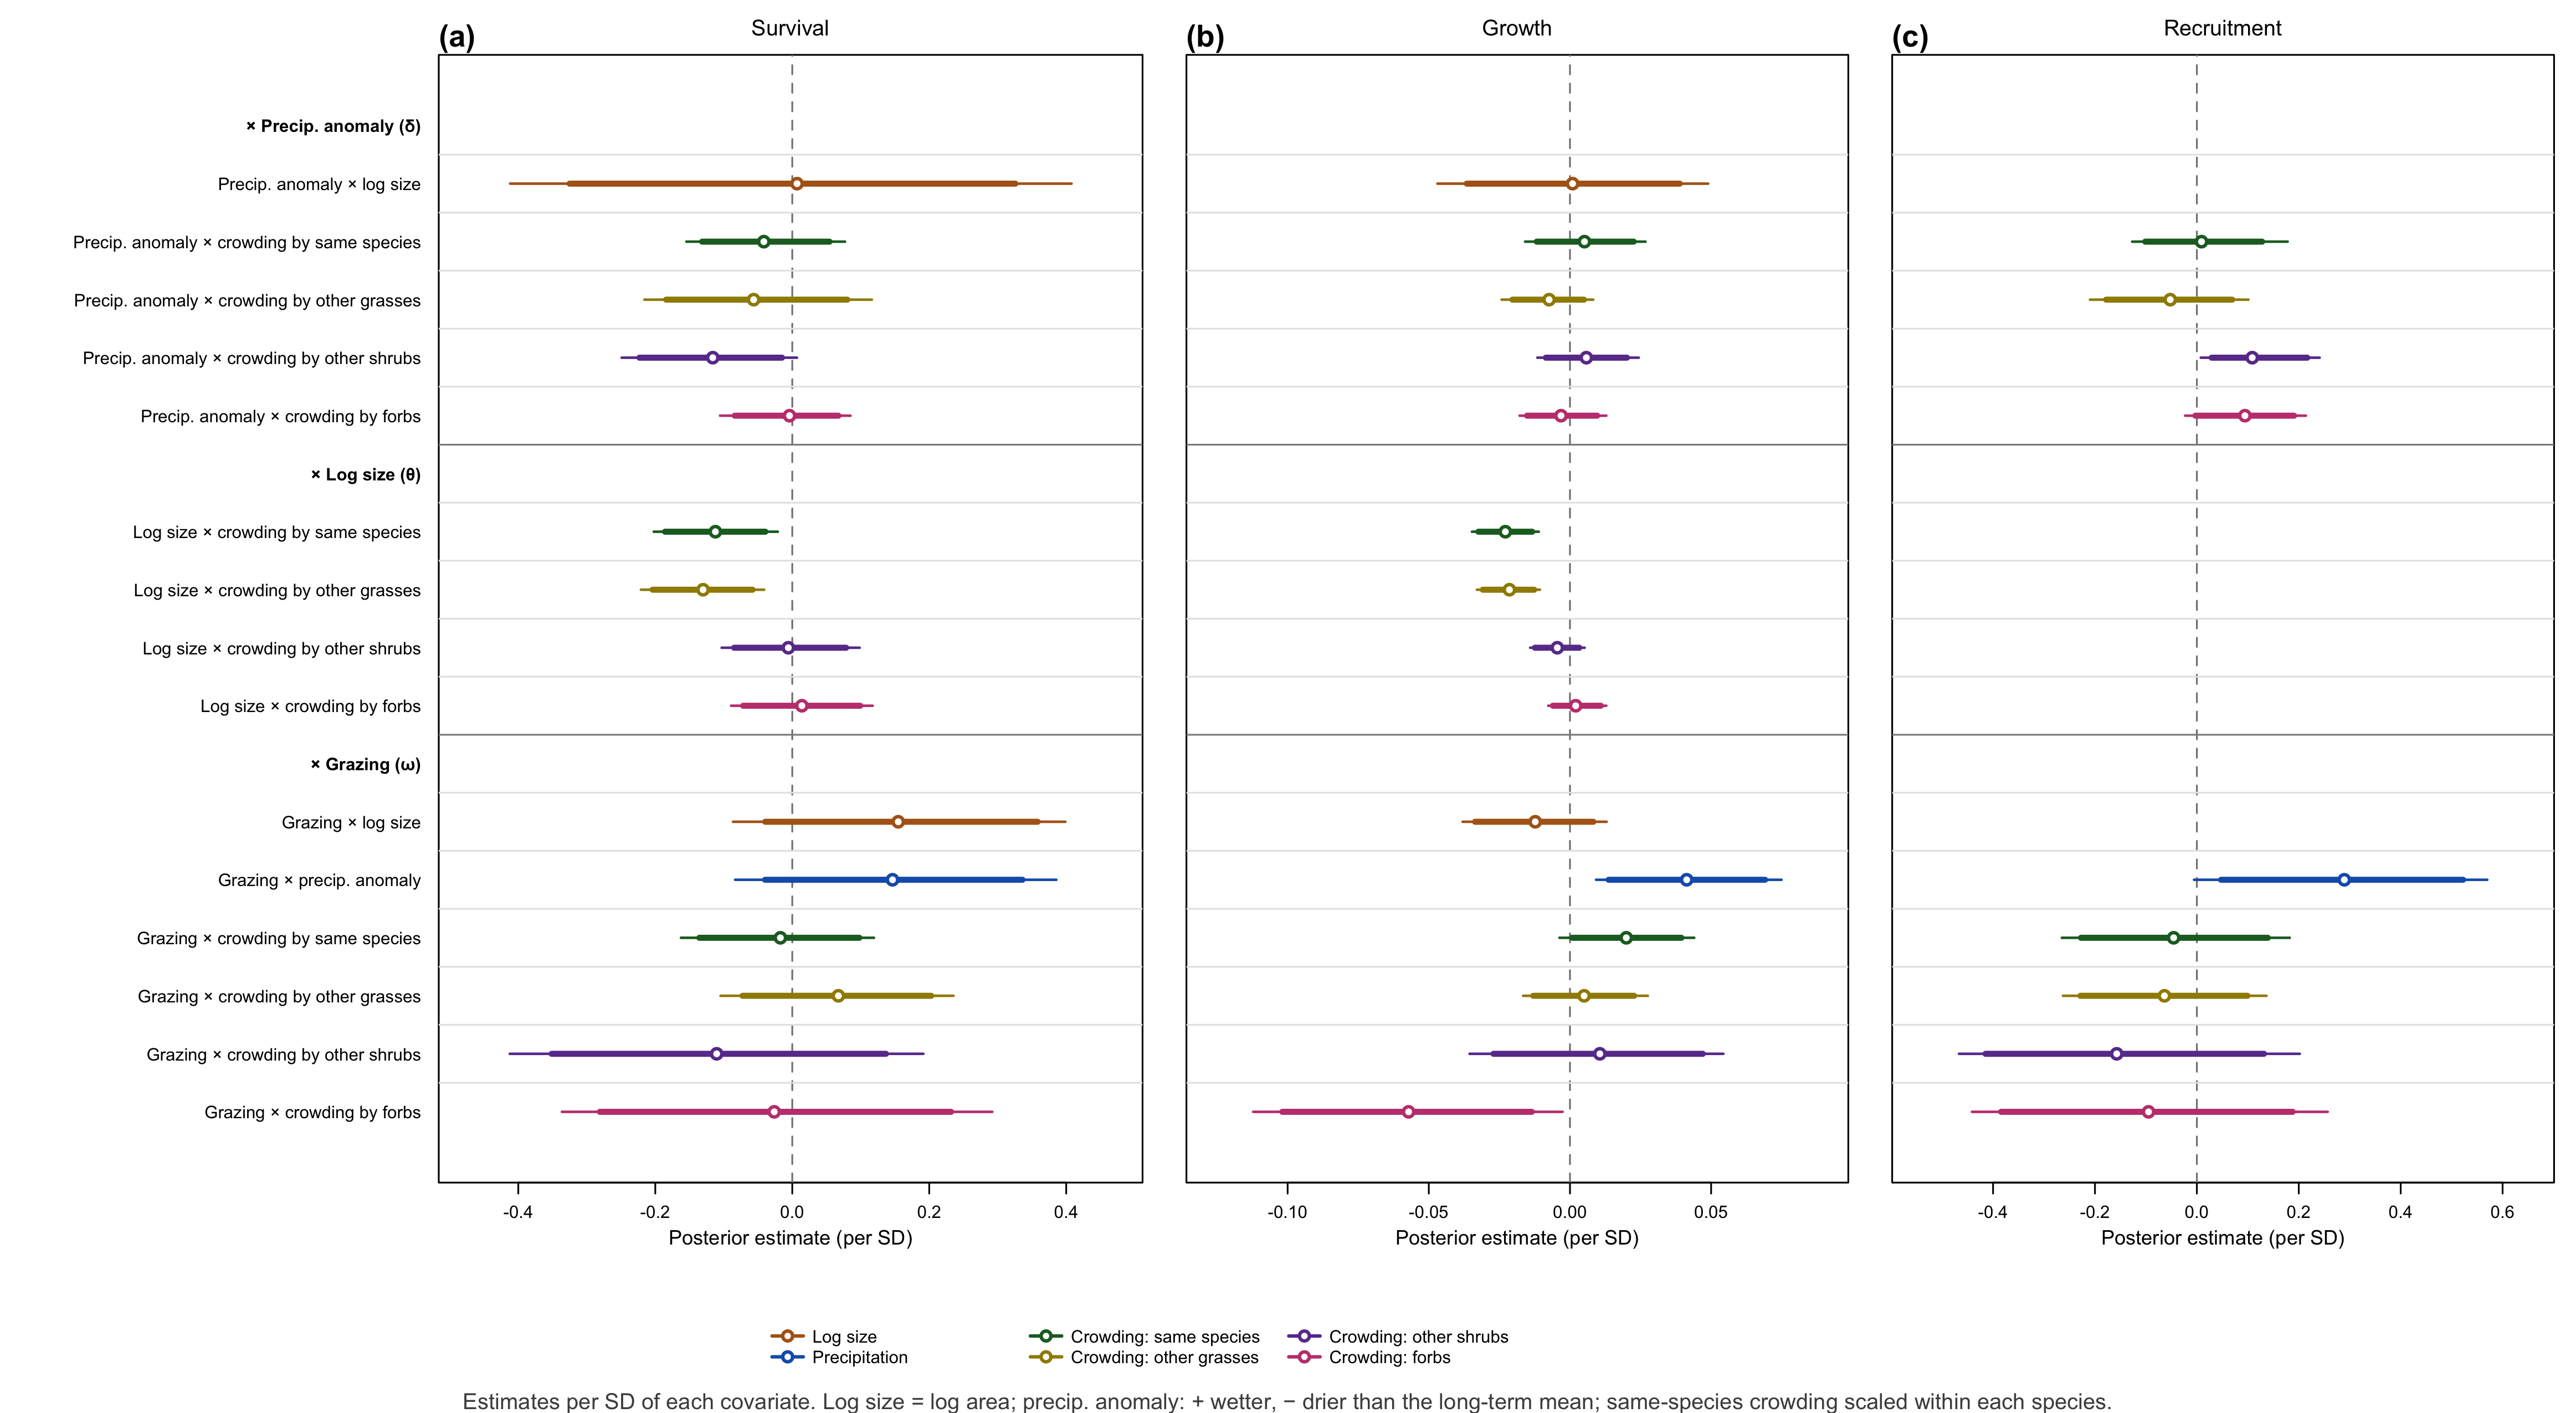 (a) Survival
(b) Growth
(c) Recruitment
× Precip. anomaly (δ)
Precip. anomaly × log size
Precip. anomaly × crowding by same species
Precip. anomaly × crowding by other grasses
Precip. anomaly × crowding by other shrubs
Precip. anomaly × crowding by forbs
× Log size (θ)
Log size × crowding by same species
Log size × crowding by other grasses
Log size × crowding by other shrubs
Log size × crowding by forbs
× Grazing (ω)
Grazing × log size
Grazing × precip. anomaly
Grazing × crowding by same species
Grazing × crowding by other grasses
Grazing × crowding by other shrubs
Grazing × crowding by forbs
-0.4 -0.2 0.0 0.2 0.4
Posterior estimate (per SD)
-0.10 -0.05 0.00 0.05
Posterior estimate (per SD)
-0.4 -0.2 0.0 0.2 0.4 0.6
Posterior estimate (per SD)
Log size
Precipitation
Crowding: same species
Crowding: other grasses
Crowding: other shrubs
Crowding: forbs
Estimates per SD of each covariate. Log size = log area; precip. anomaly: + wetter, − drier than the long-term mean; same-species crowding scaled within each species.